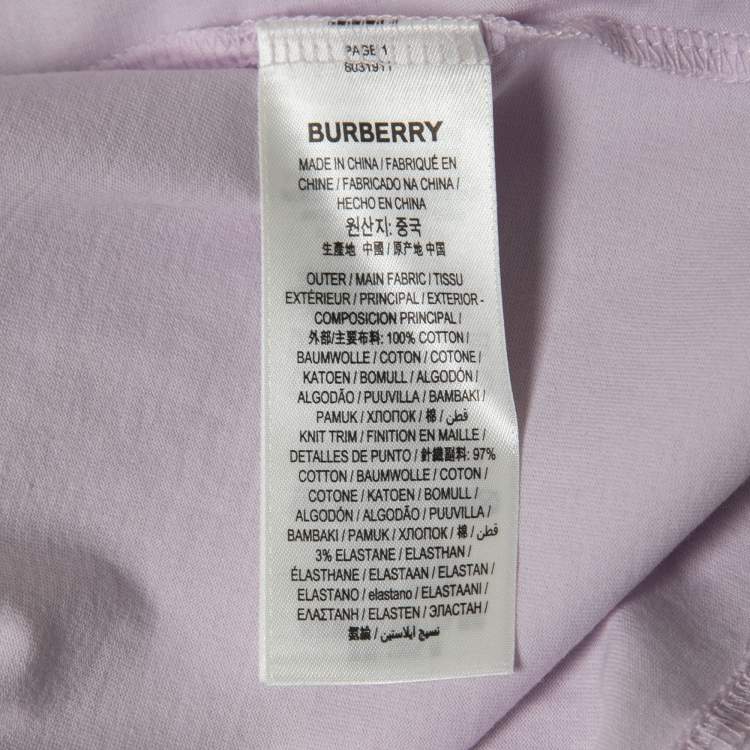 PAGE 1
8031911
BURBERRY
MADE IN CHINA / FABRIQUÉ EN
CHINE / FABRICADO NA CHINA /
HECHO EN CHINA
원산지: 중국
生產地 中國 / 原产地 中国
OUTER / MAIN FABRIC / TISSU
EXTÉRIEUR / PRINCIPAL / EXTERIOR -
COMPOSICION PRINCIPAL /
外部/主要布料: 100% COTTON /
BAUMWOLLE / COTON / COTONE /
KATOEN / BOMULL / ALGODÓN /
ALGODÃO / PUUVILLA / BAMBAKI /
PAMUK / ХЛОПОК / 棉 / قطن /
KNIT TRIM / FINITION EN MAILLE /
DETALLES DE PUNTO / 針織副料: 97%
COTTON / BAUMWOLLE / COTON /
COTONE / KATOEN / BOMULL /
ALGODÓN / ALGODÃO / PUUVILLA /
BAMBAKI / PAMUK / ХЛОПОК / 棉 / قطن /
3% ELASTANE / ELASTHAN /
ÉLASTHANE / ELASTAAN / ELASTAN /
ELASTANO / elastano / ELASTAANI /
ΕΛΑΣΤΑΝΗ / ELASTEN / ЭЛАСТАН /
氨綸 / نسيج ايلاستين